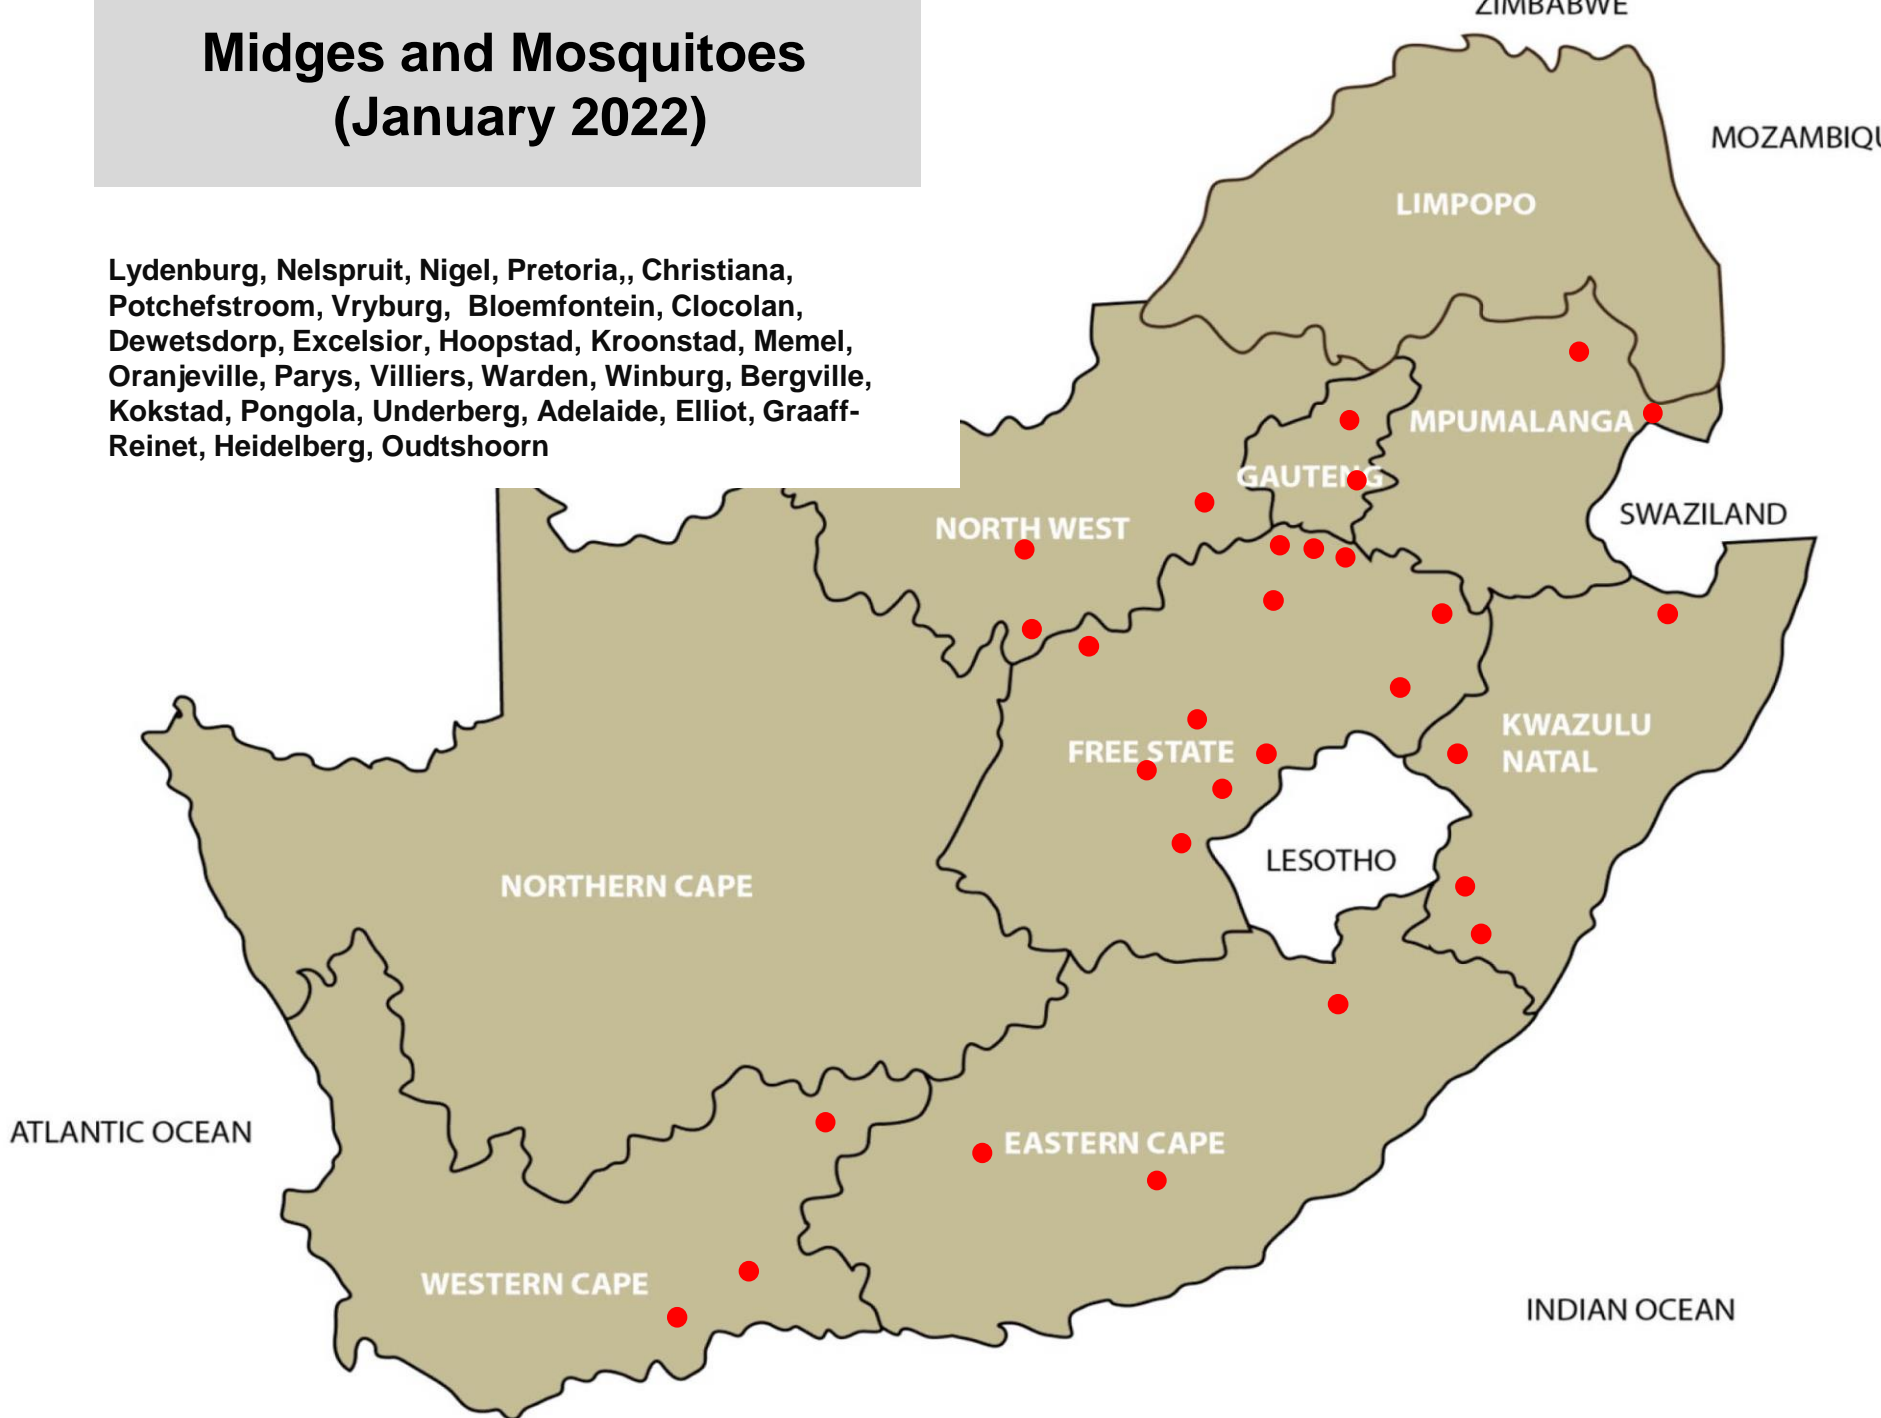 Midges and Mosquitoes
(January 2022)
Lydenburg, Nelspruit, Nigel, Pretoria,, Christiana,
Potchefstroom, Vryburg,  Bloemfontein, Clocolan,
Dewetsdorp, Excelsior, Hoopstad, Kroonstad, Memel,
Oranjeville, Parys, Villiers, Warden, Winburg, Bergville,
Kokstad, Pongola, Underberg, Adelaide, Elliot, Graaff-
Reinet, Heidelberg, Oudtshoorn
ZIMBABWE
MOZAMBIQU
LIMPOPO
MPUMALANGA
GAUTENG
SWAZILAND
NORTH WEST
KWAZULU
NATAL
FREE STATE
LESOTHO
NORTHERN CAPE
ATLANTIC OCEAN
EASTERN CAPE
WESTERN CAPE
INDIAN OCEAN